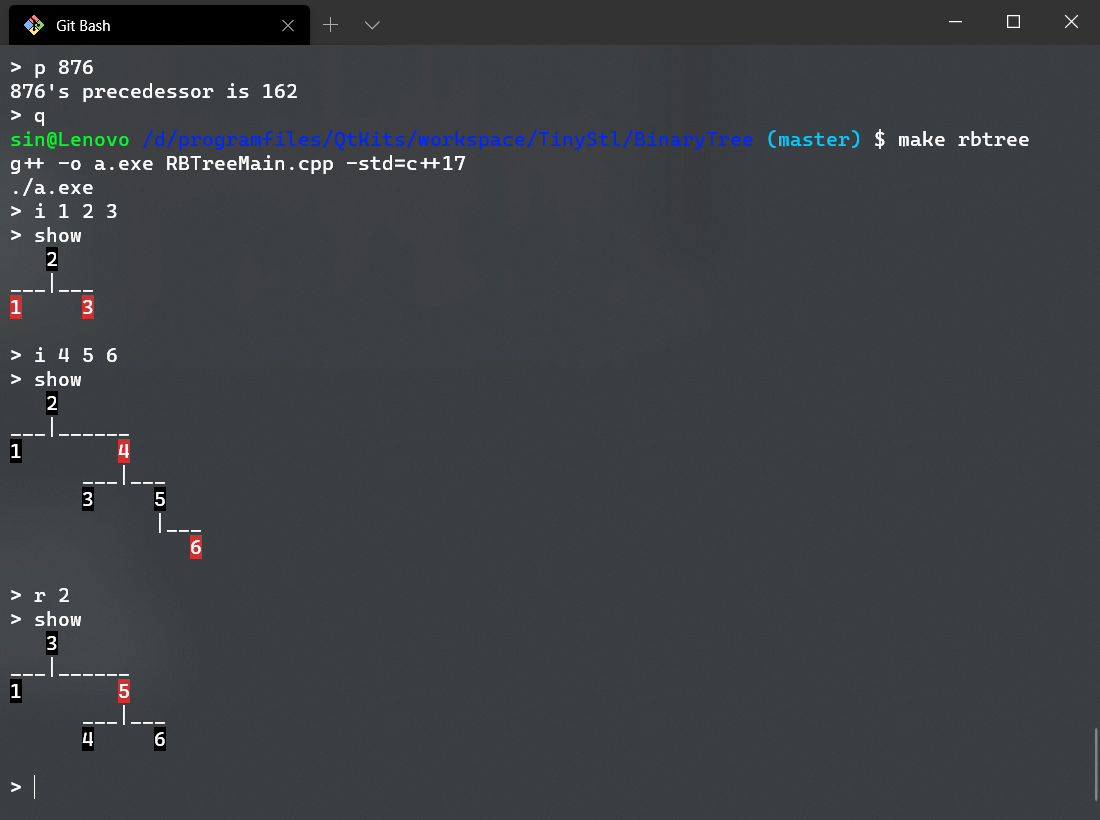 Git Bash
> p 876
876's precedessor is 162
> q
sin@Lenovo /d/programfiles/QtKits/workspace/TinyStl/BinaryTree (master) $ make rbtree
g++ -o a.exe RBTreeMain.cpp -std=c++17
./a.exe
> i 1 2 3
> show
   2
___|___
1     3
> i 4 5 6
> show
   2
___|______
1        4
      ___|___
      3     5
            |___
               6
> r 2
> show
   3
___|______
1        5
      ___|___
      4     6
>